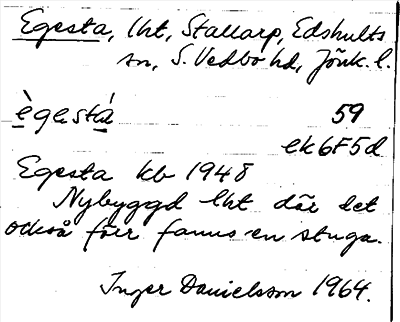 Egesta, lht, Stallarp, Edshults
sn, S. Vedbo hd, Jönk. l.
ègestá 59
ek6F5d
Egesta kb 1948
Nybyggd lht där det
också förr fanns en stuga.
Inger Danielsson 1964.